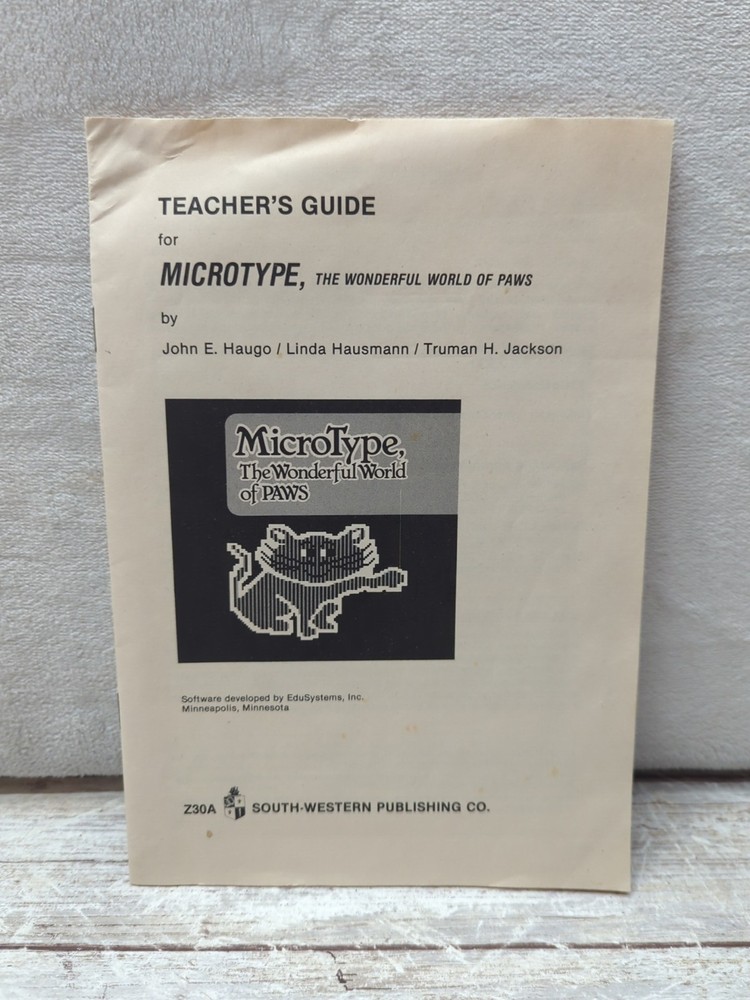 TEACHER'S GUIDE
for
MICROTYPE, THE WONDERFUL WORLD OF PAWS
by
John E. Haugo / Linda Hausmann / Truman H. Jackson
MicroType,
The Wonderful World
of PAWS
Software developed by EduSystems, Inc.
Minneapolis, Minnesota
Z30A SOUTH-WESTERN PUBLISHING CO.